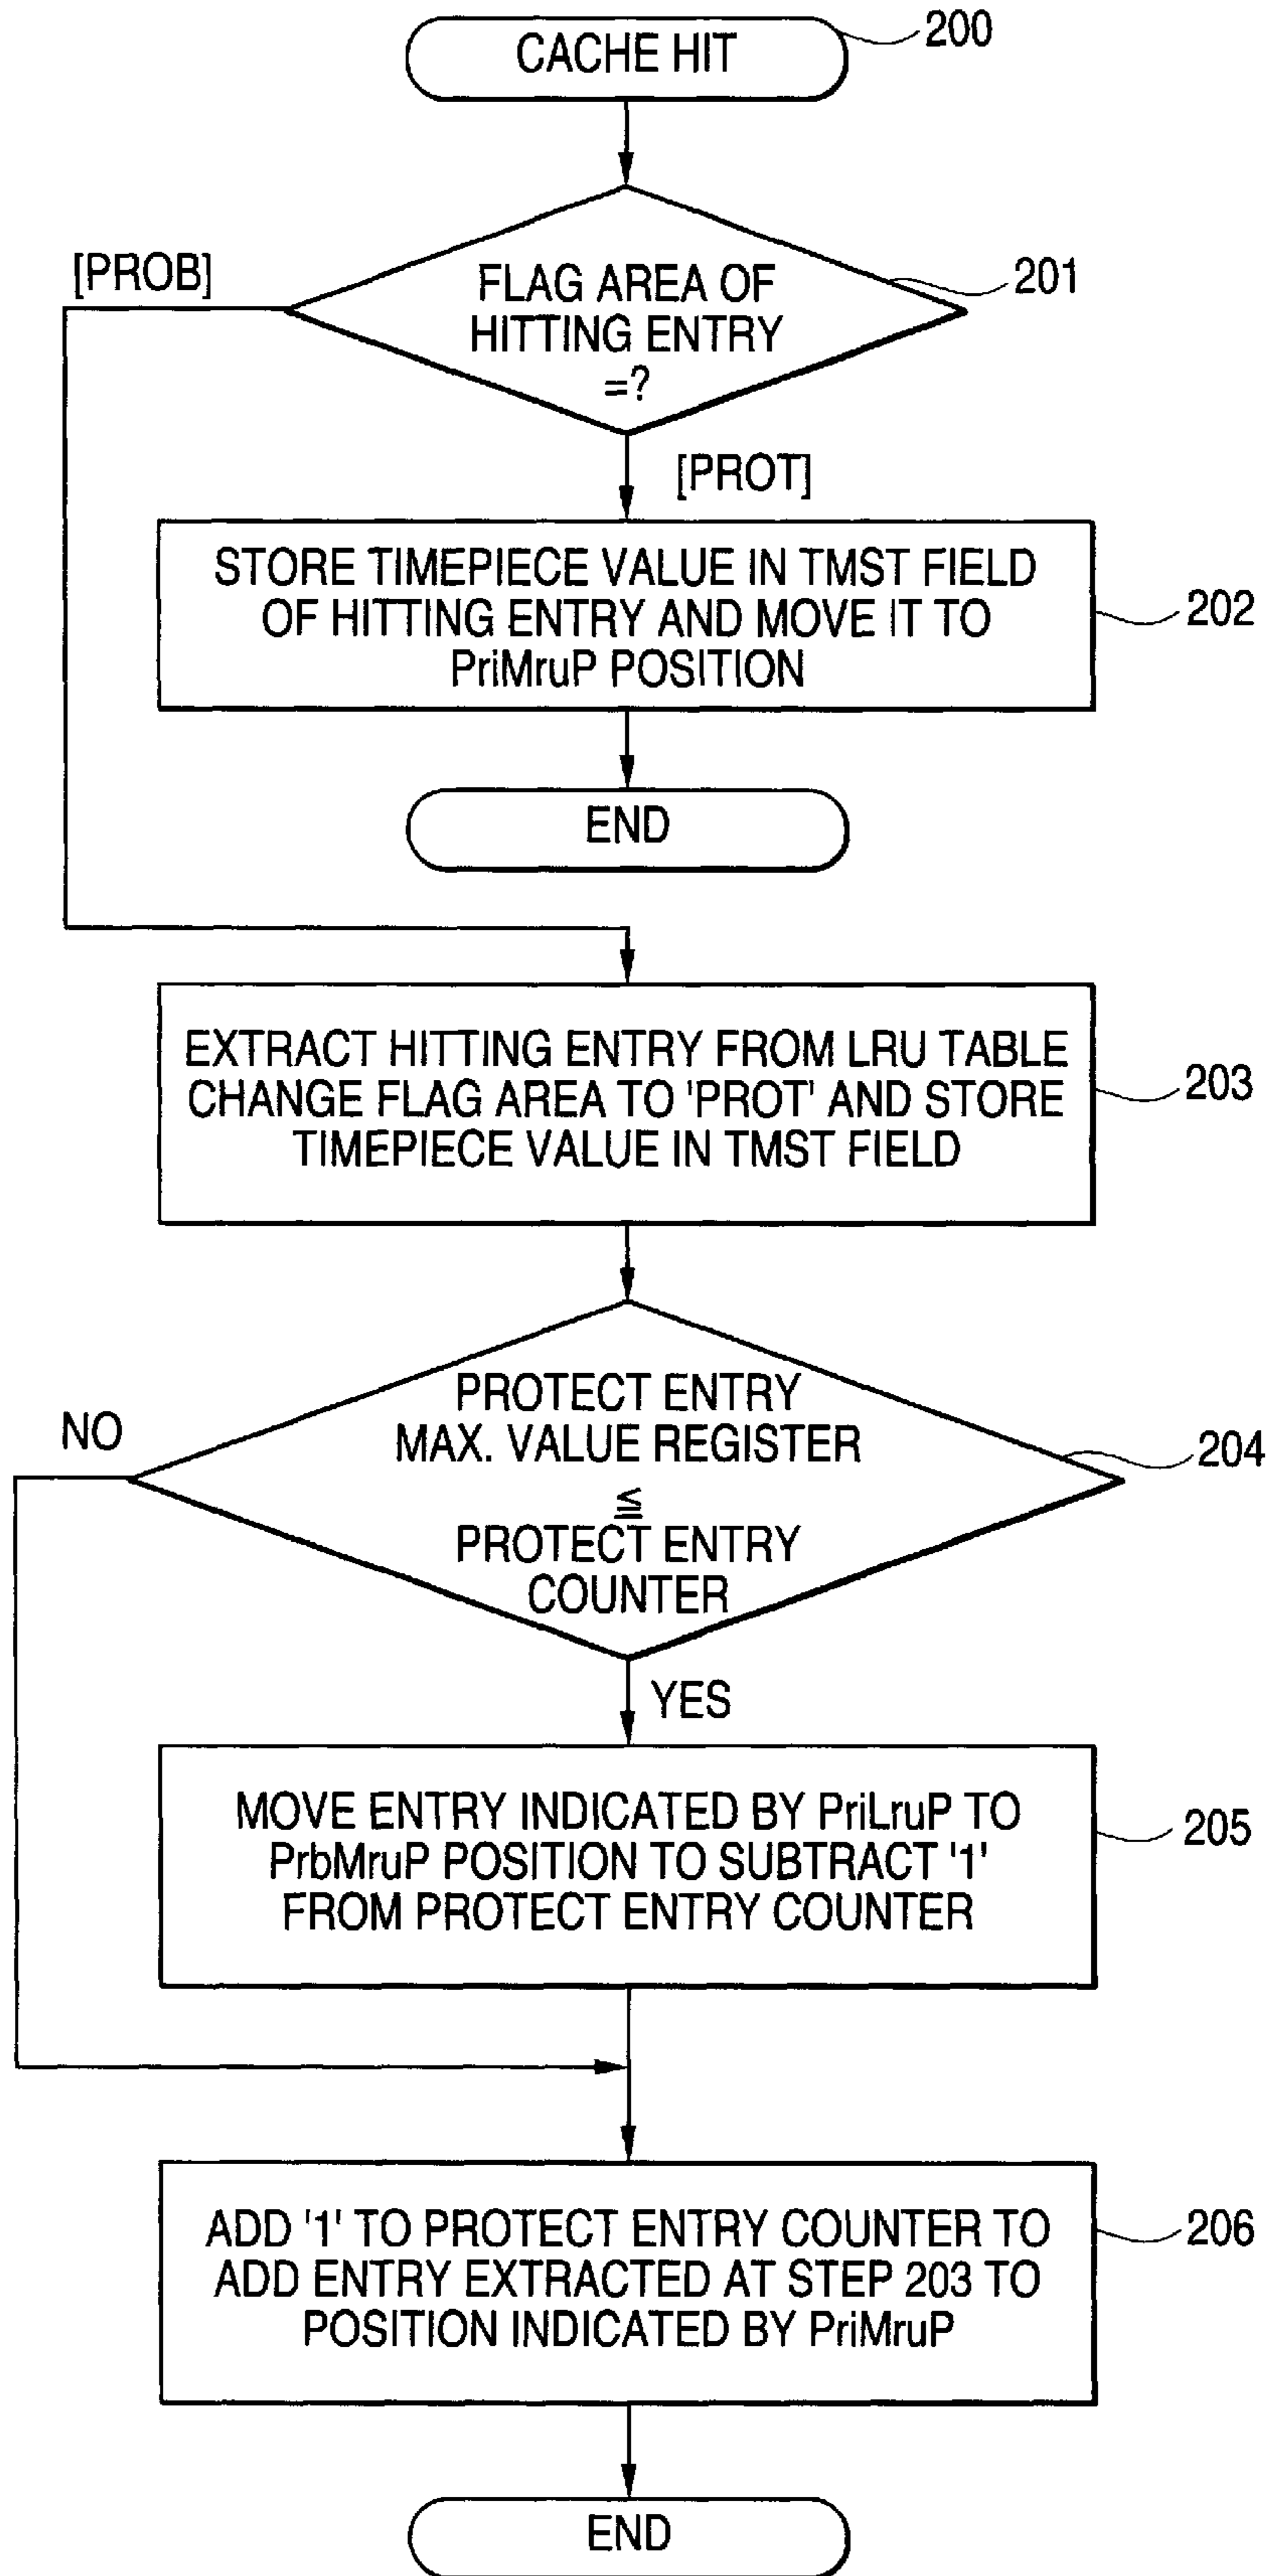 CACHE HIT
200
[PROB]
FLAG AREA OF
HITTING ENTRY
=?
201
[PROT]
STORE TIMEPIECE VALUE IN TMST FIELD
OF HITTING ENTRY AND MOVE IT TO
PriMruP POSITION
202
END
EXTRACT HITTING ENTRY FROM LRU TABLE
CHANGE FLAG AREA TO 'PROT' AND STORE
TIMEPIECE VALUE IN TMST FIELD
203
NO
PROTECT ENTRY
MAX. VALUE REGISTER
≦
PROTECT ENTRY
COUNTER
204
YES
MOVE ENTRY INDICATED BY PriLruP TO
PrbMruP POSITION TO SUBTRACT '1'
FROM PROTECT ENTRY COUNTER
205
ADD '1' TO PROTECT ENTRY COUNTER TO
ADD ENTRY EXTRACTED AT STEP 203 TO
POSITION INDICATED BY PriMruP
206
END